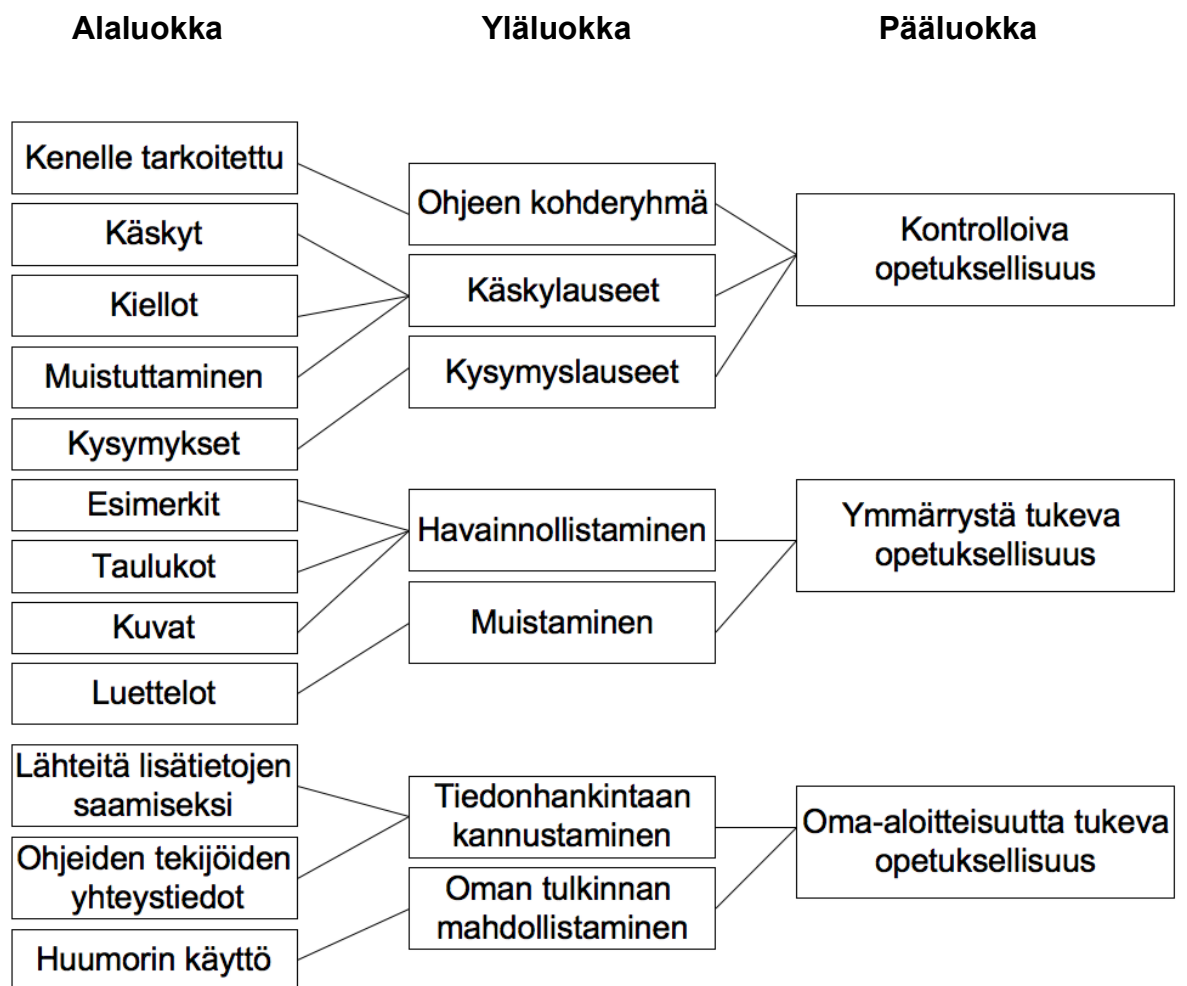 Alaluokka
Yläluokka
Pääluokka
Kenelle tarkoitettu
Käskyt
Kiellot
Muistuttaminen
Kysymykset
Esimerkit
Taulukot
Kuvat
Luettelot
Lähteitä lisätietojen
saamiseksi
Ohjeiden tekijöiden
yhteystiedot
Huumorin käyttö
Ohjeen kohderyhmä
Käskylauseet
Kysymyslauseet
Havainnollistaminen
Muistaminen
Tiedonhankintaan
kannustaminen
Oman tulkinnan
mahdollistaminen
Kontrolloiva
opetuksellisuus
Ymmärrystä tukeva
opetuksellisuus
Oma-aloitteisuutta tukeva
opetuksellisuus